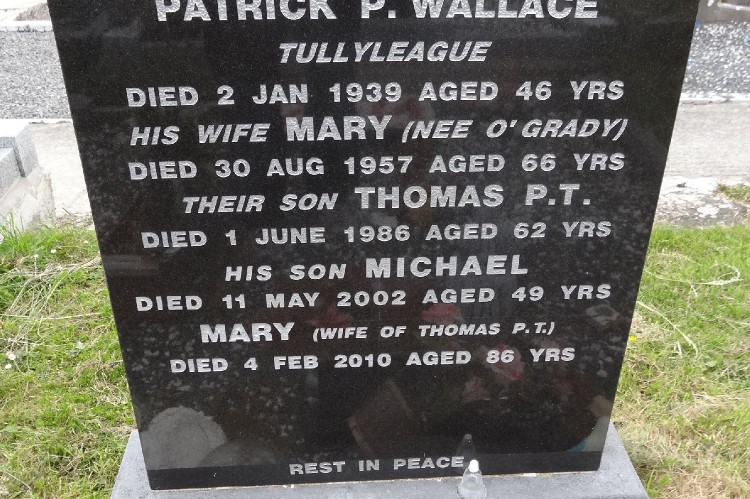 PATRICK P. WALLACE
TULLYLEAGUE
DIED 2 JAN 1939 AGED 46 YRS
HIS WIFE MARY (NEE O'GRADY)
DIED 30 AUG 1957 AGED 66 YRS
THEIR SON THOMAS P.T.
DIED 1 JUNE 1986 AGED 62 YRS
HIS SON MICHAEL
DIED 11 MAY 2002 AGED 49 YRS
MARY (WIFE OF THOMAS P.T.)
DIED 4 FEB 2010 AGED 86 YRS
REST IN PEACE